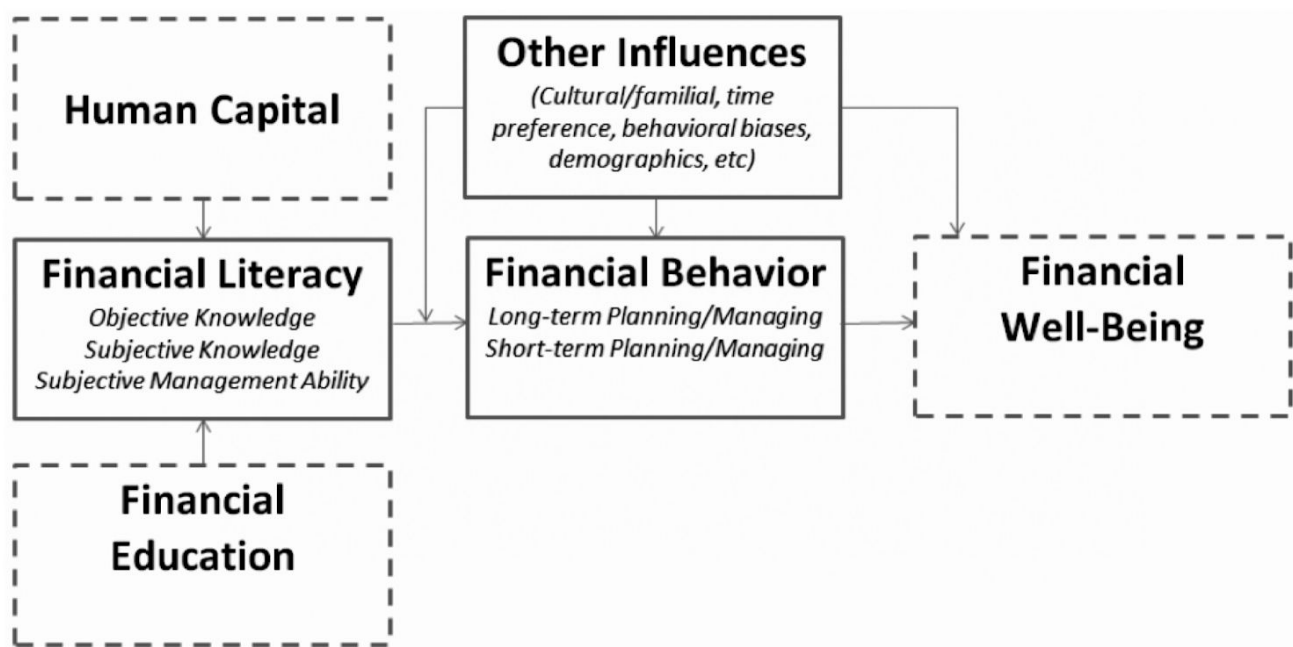 Human Capital
Other Influences
(Cultural/familial, time
preference, behavioral biases,
demographics, etc)
Financial Literacy
Objective Knowledge
Subjective Knowledge
Subjective Management Ability
Financial Behavior
Long-term Planning/Managing
Short-term Planning/Managing
Financial
Well-Being
Financial
Education